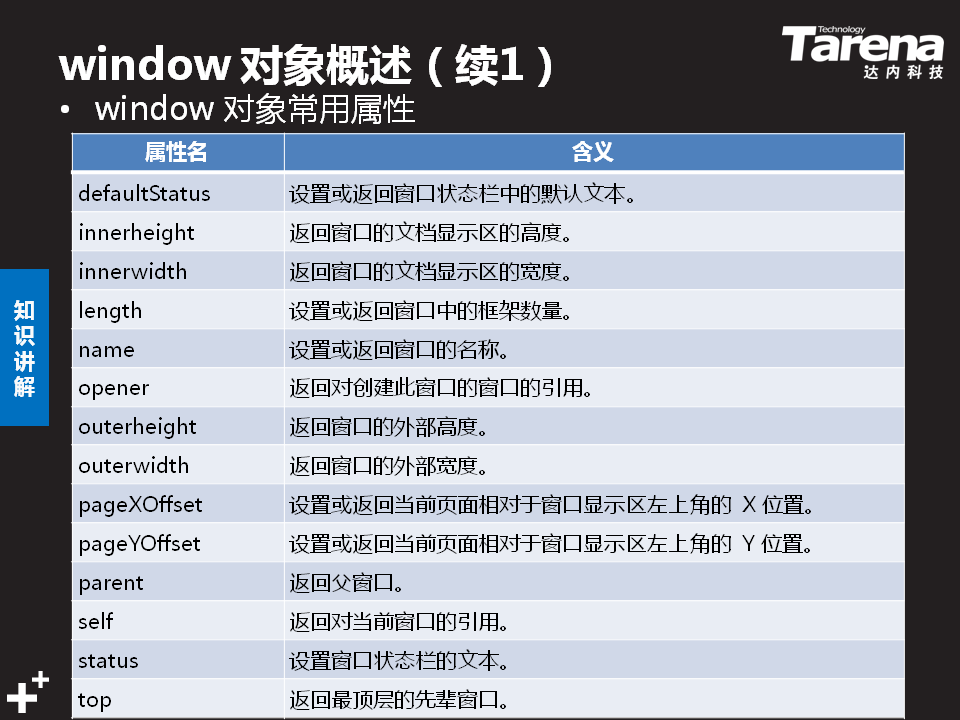 Technology
Tarena
达内科技
window 对象概述（续1）
• window 对象常用属性
属性名 含义
defaultStatus 设置或返回窗口状态栏中的默认文本。
innerheight 返回窗口的文档显示区的高度。
innerwidth 返回窗口的文档显示区的宽度。
length 设置或返回窗口中的框架数量。
name 设置或返回窗口的名称。
opener 返回对创建此窗口的窗口的引用。
outerheight 返回窗口的外部高度。
outerwidth 返回窗口的外部宽度。
pageXOffset 设置或返回当前页面相对于窗口显示区左上角的 X 位置。
pageYOffset 设置或返回当前页面相对于窗口显示区左上角的 Y 位置。
parent 返回父窗口。
self 返回对当前窗口的引用。
status 设置窗口状态栏的文本。
top 返回最顶层的先辈窗口。
知
识
讲
解